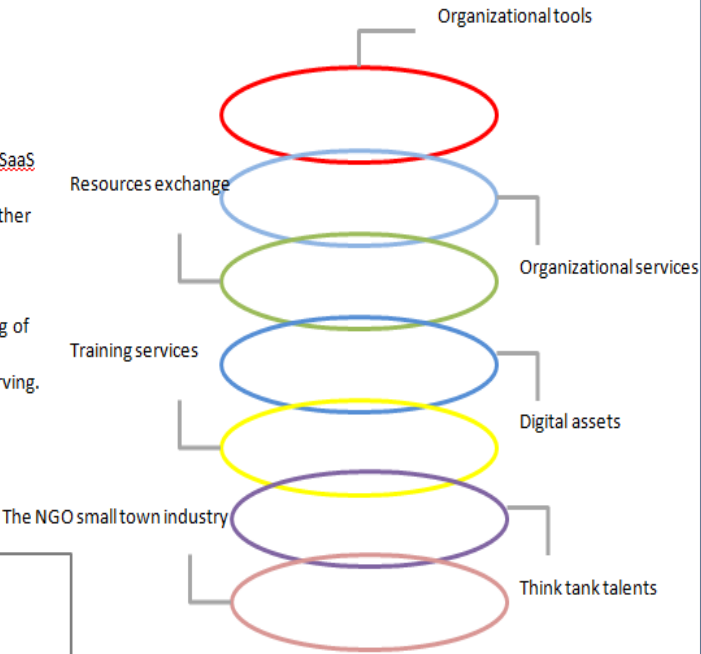 Organizational tools
SaaS
Resources exchange
ther
Organizational services
g of
Training services
rving.
Digital assets
The NGO small town industry
Think tank talents